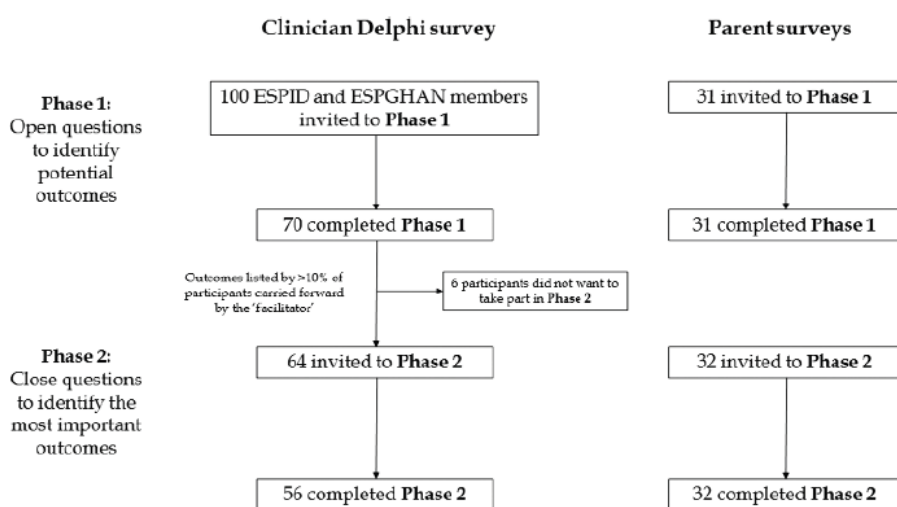 Clinician Delphi survey
Parent surveys
Phase 1:
Open questions
to identify
potential
outcomes
100 ESPID and ESPGHAN members
invited to Phase 1
31 invited to Phase 1
70 completed Phase 1
31 completed Phase 1
Outcomes listed by >10% of
participants carried forward
by the 'facilitator'
6 participants did not want to
take part in Phase 2
Phase 2:
Close questions
to identify the
most important
outcomes
64 invited to Phase 2
32 invited to Phase 2
56 completed Phase 2
32 completed Phase 2